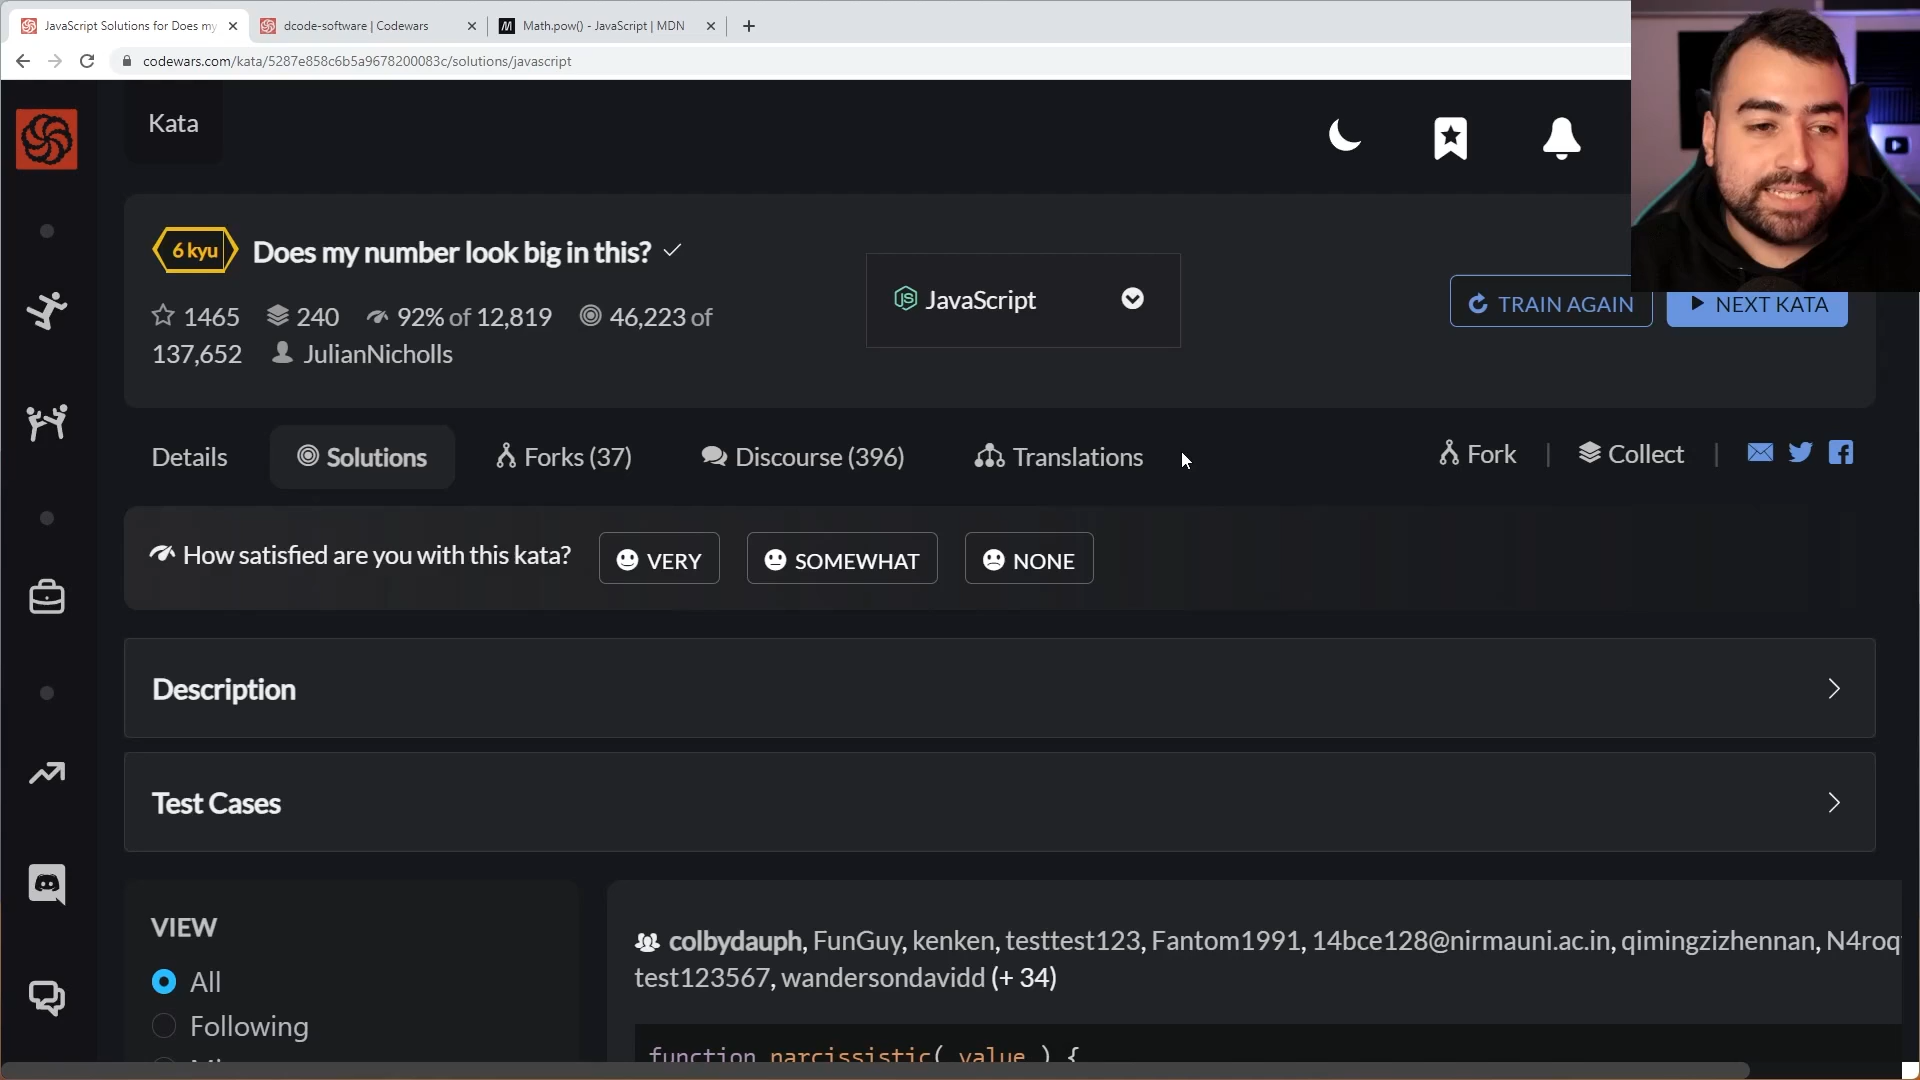 JavaScript Solutions for Does my
dcode-software | Codewars
Math.pow() - JavaScript | MDN
codewars.com/kata/5287e858c6b5a9678200083c/solutions/javascript
Kata
6 kyu Does my number look big in this?
JavaScript
TRAIN AGAIN
NEXT KATA
1465 240 92% of 12,819 46,223 of
137,652 JulianNicholls
Details Solutions Forks (37) Discourse (396) Translations
Fork | Collect |
How satisfied are you with this kata? VERY SOMEWHAT NONE
Description
Test Cases
VIEW
All
Following
colbydauph, FunGuy, kenken, testtest123, Fantom1991, 14bce128@nirmauni.ac.in, qimingzizhennan, N4roq
test123567, wandersondavidd (+ 34)
function narcissistic( value ) {